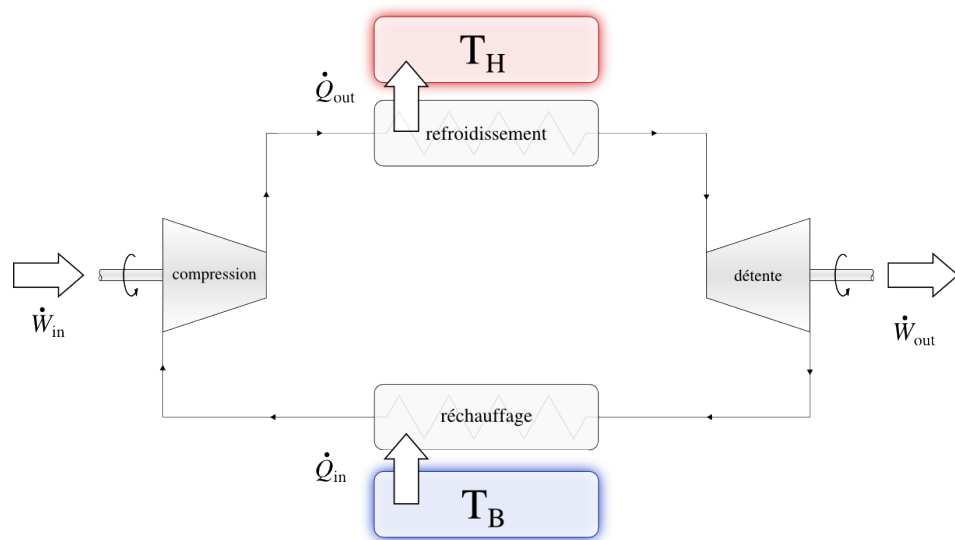 T_H
Q̇_out
refroidissement
compression
détente
Ẇ_in
Ẇ_out
réchauffage
Q̇_in
T_B